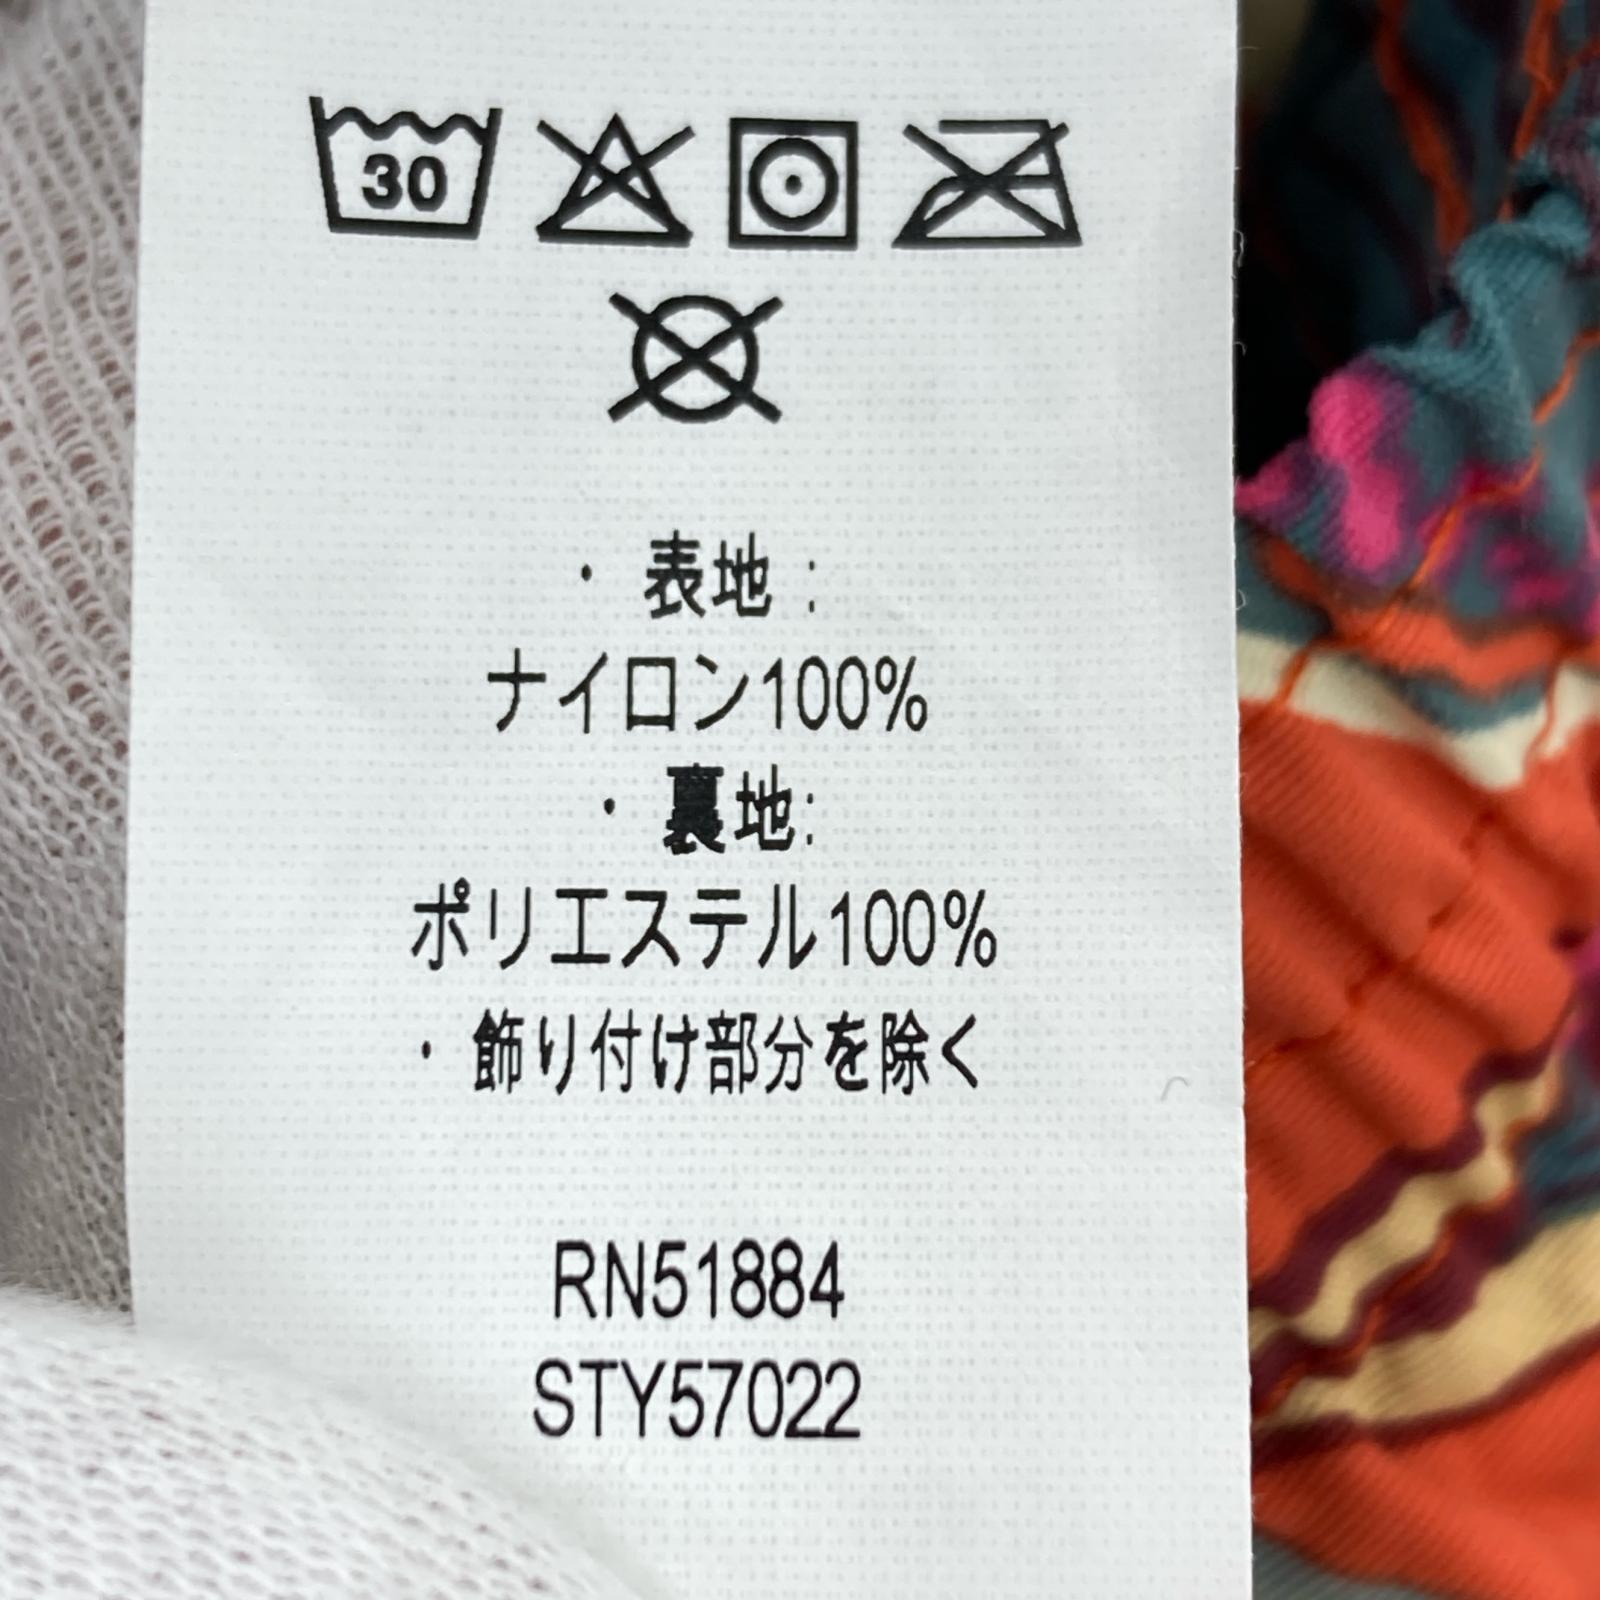 30
・ 表地 :
ナイロン100%
・ 裏地:
ポリエステル100%
・ 飾り付け部分を除く
RN51884
STY57022